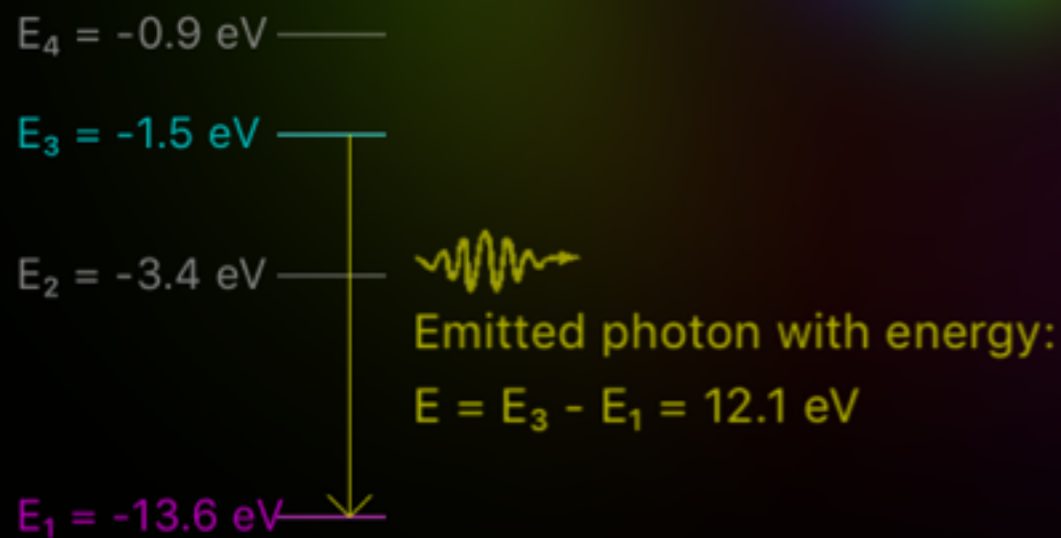 E₄ = -0.9 eV
E₃ = -1.5 eV
E₂ = -3.4 eV
Emitted photon with energy:
E = E₃ - E₁ = 12.1 eV
E₁ = -13.6 eV